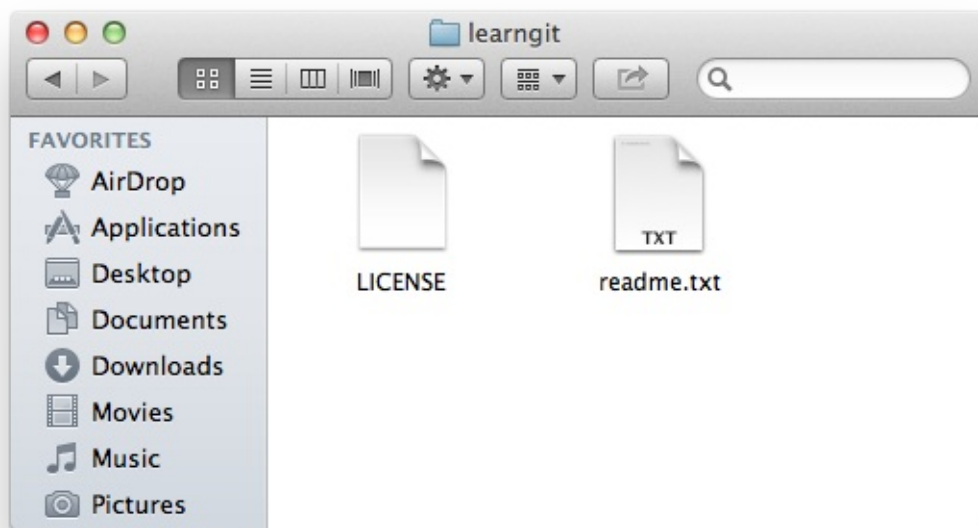 learngit
FAVORITES
AirDrop
Applications
Desktop
Documents
Downloads
Movies
Music
Pictures
TXT
LICENSE
readme.txt